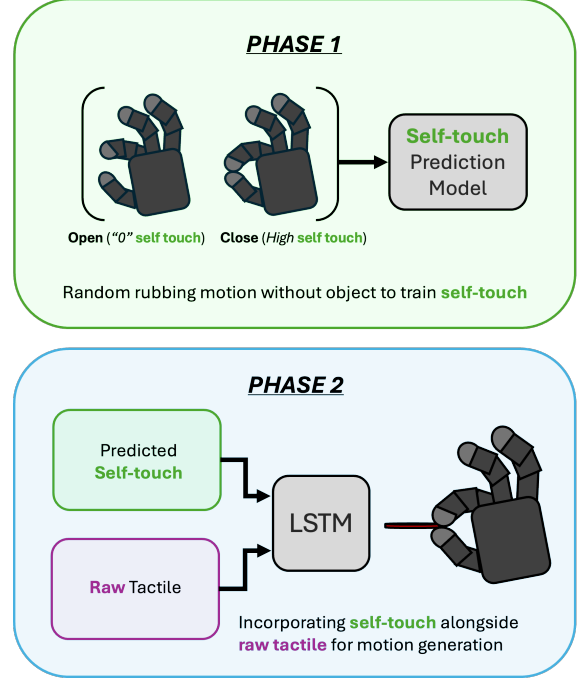 PHASE 1
Self-touch
Prediction
Model
Open (“0” self touch)
Close (High self touch)
Random rubbing motion without object to train self-touch
PHASE 2
Predicted
Self-touch
Raw Tactile
LSTM
Incorporating self-touch alongside
raw tactile for motion generation